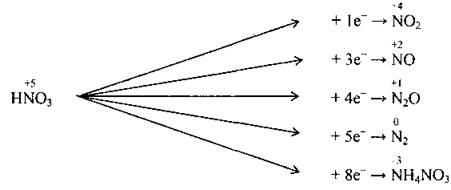 +4
+ 1e⁻ → NO₂
+2
+ 3e⁻ → NO
+5
HNO₃
+1
+ 4e⁻ → N₂O
0
+ 5e⁻ → N₂
-3
+ 8e⁻ → NH₄NO₃